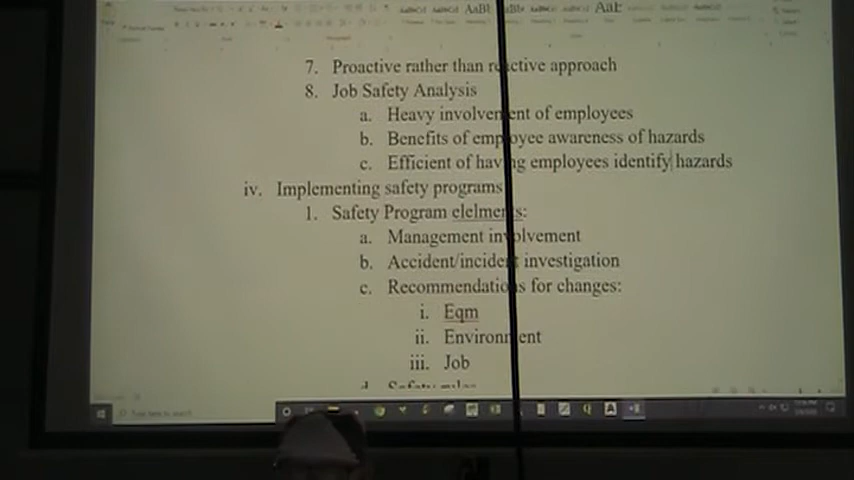 7. Proactive rather than reactive approach
8. Job Safety Analysis
a. Heavy involvement of employees
b. Benefits of employee awareness of hazards
c. Efficient of having employees identify hazards
iv. Implementing safety programs
1. Safety Program elelments:
a. Management involvement
b. Accident/incident investigation
c. Recommendations for changes:
i. Eqm
ii. Environment
iii. Job
d. Safety rules